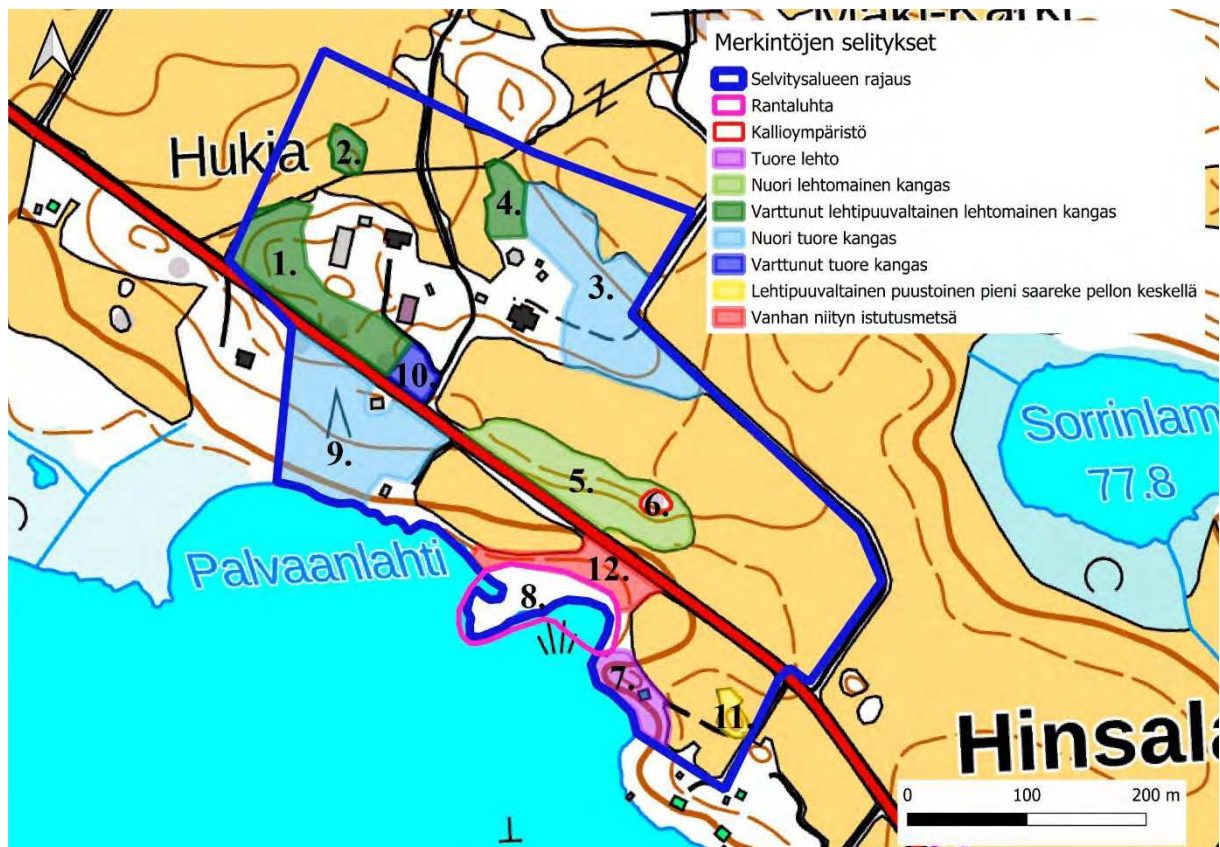 Merkintöjen selitykset
Selvitysalueen rajaus
Rantaluhta
Kallioympäristö
Tuore lehto
Nuori lehtomainen kangas
Varttunut lehtipuuvaltainen lehtomainen kangas
Nuori tuore kangas
Varttunut tuore kangas
Lehtipuuvaltainen puustoinen pieni saareke pellon keskellä
Vanhan niityn istutusmetsä
Hukia
2.
4.
1.
3.
10.
9.
5.
6.
Sorrinlam
77.8
Palvaanlahti
12.
8.
7.
11.
Hinsala
0 100 200 m